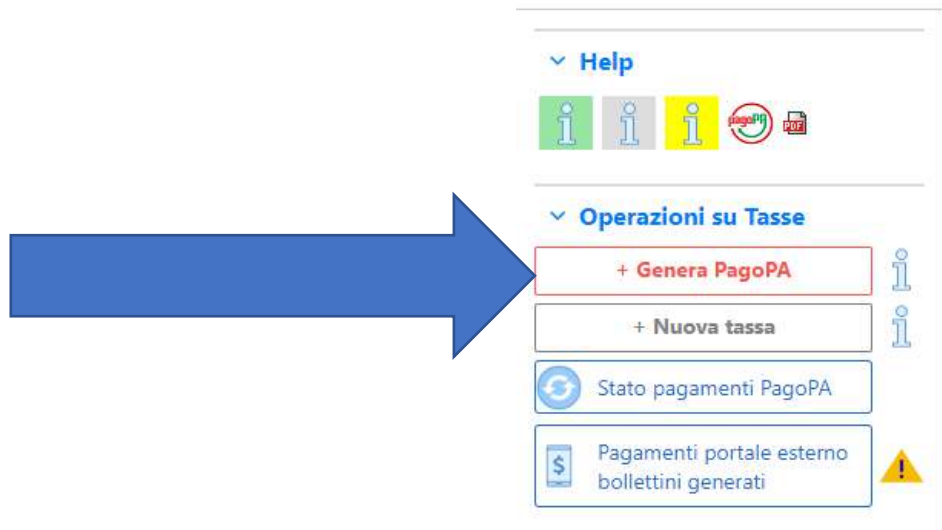 Help
pagoPA
PDF
Operazioni su Tasse
+ Genera PagoPA
+ Nuova tassa
Stato pagamenti PagoPA
Pagamenti portale esterno
bollettini generati